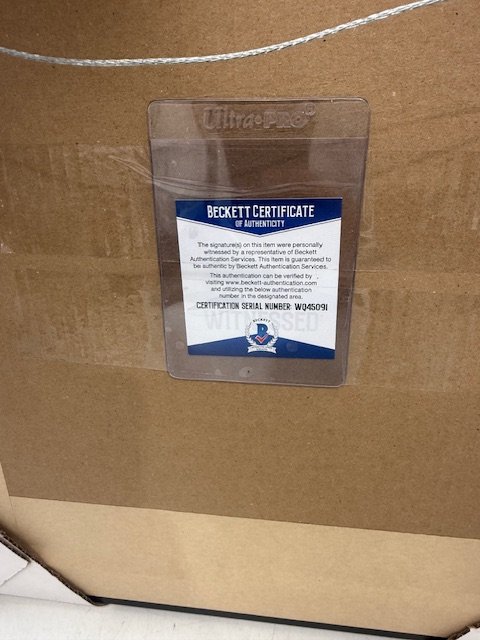 Ultra•PRO®
BECKETT CERTIFICATE
OF AUTHENTICITY
The signature(s) on this item were personally
witnessed by a representative of Beckett
Authentication Services. This item is guaranteed to
be authentic by Beckett Authentication Services.
This authentication can be verified by
visiting www.beckett-authentication.com
and utilizing the below authentication
number in the designated area.
CERTIFICATION SERIAL NUMBER: WQ45091
WITNESSED
BECKETT